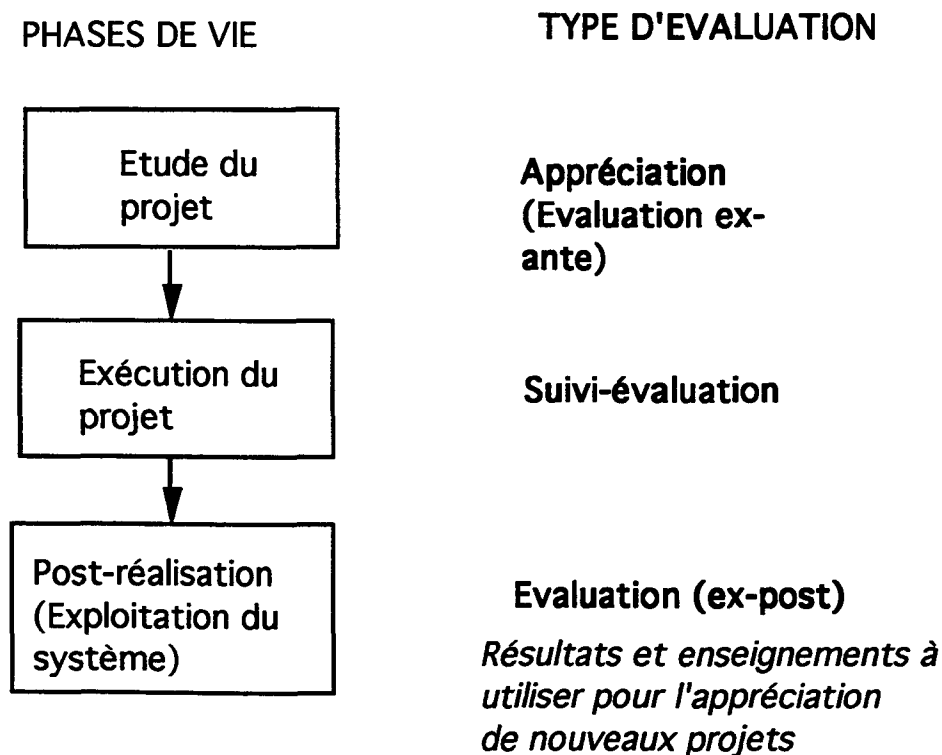 PHASES DE VIE
TYPE D'EVALUATION
Etude du
projet
Appréciation
(Evaluation ex-
ante)
Exécution du
projet
Suivi-évaluation
Post-réalisation
(Exploitation du
système)
Evaluation (ex-post)
Résultats et enseignements à
utiliser pour l'appréciation
de nouveaux projets